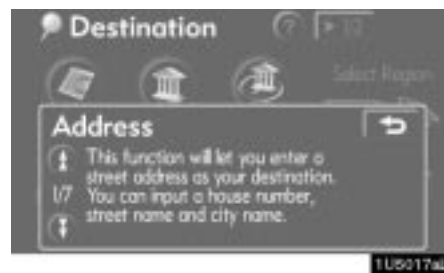 Destination
?
Select Region
Address
This function will let you enter a
street address as your destination.
1/7 You can input a house number,
street name and city name.